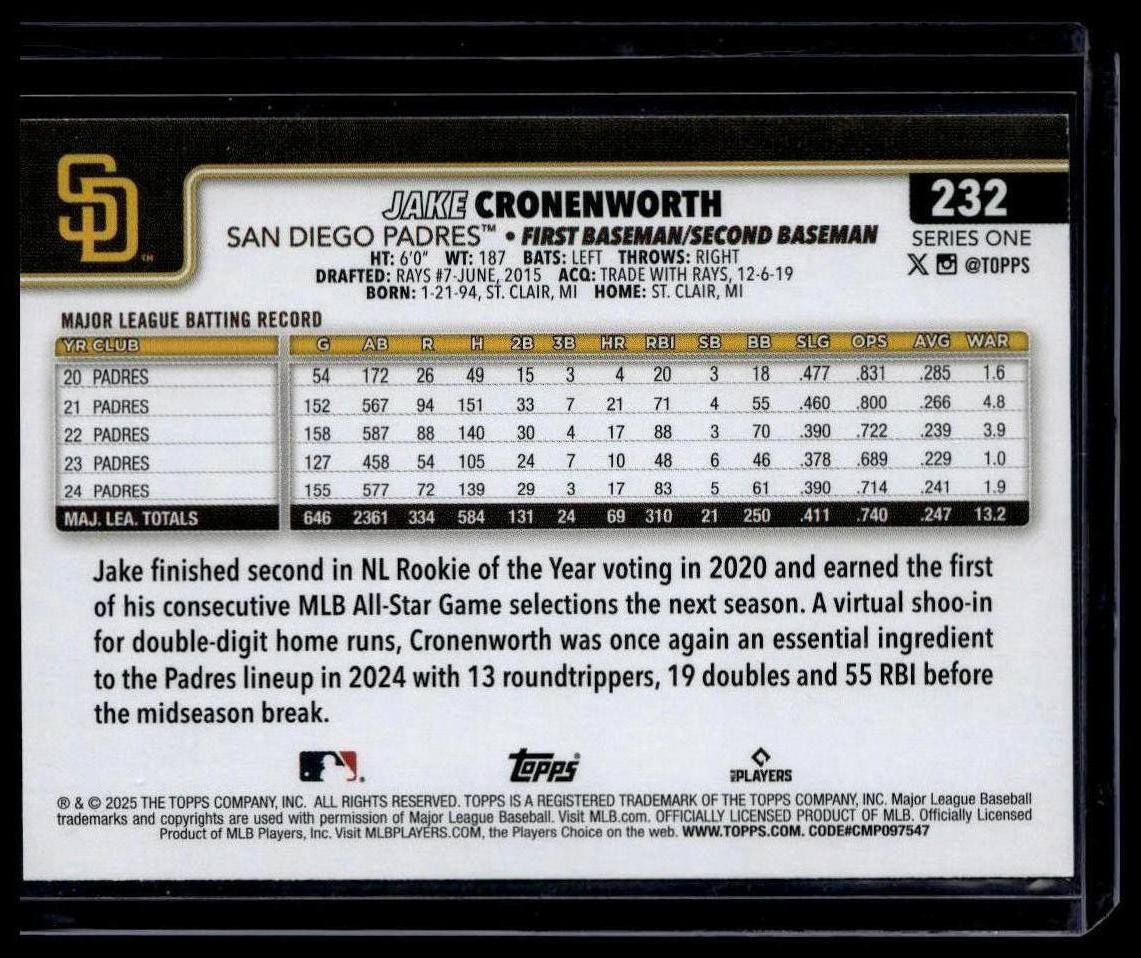 SD
TM
232
JAKE CRONENWORTH
SAN DIEGO PADRES™ • FIRST BASEMAN/SECOND BASEMAN
SERIES ONE
@TOPPS
HT: 6'0" WT: 187 BATS: LEFT THROWS: RIGHT
DRAFTED: RAYS #7-JUNE, 2015 ACQ: TRADE WITH RAYS, 12-6-19
BORN: 1-21-94, ST. CLAIR, MI HOME: ST. CLAIR, MI
MAJOR LEAGUE BATTING RECORD
YR CLUB G AB R H 2B 3B HR RBI SB BB SLG OPS AVG WAR
20 PADRES 54 172 26 49 15 3 4 20 3 18 .477 .831 .285 1.6
21 PADRES 152 567 94 151 33 7 21 71 4 55 .460 .800 .266 4.8
22 PADRES 158 587 88 140 30 4 17 88 3 70 .390 .722 .239 3.9
23 PADRES 127 458 54 105 24 7 10 48 6 46 .378 .689 .229 1.0
24 PADRES 155 577 72 139 29 3 17 83 5 61 .390 .714 .241 1.9
MAJ. LEA. TOTALS 646 2361 334 584 131 24 69 310 21 250 .411 .740 .247 13.2
Jake finished second in NL Rookie of the Year voting in 2020 and earned the first
of his consecutive MLB All-Star Game selections the next season. A virtual shoo-in
for double-digit home runs, Cronenworth was once again an essential ingredient
to the Padres lineup in 2024 with 13 roundtrippers, 19 doubles and 55 RBI before
the midseason break.
Topps®
PLAYERS
® & © 2025 THE TOPPS COMPANY, INC. ALL RIGHTS RESERVED. TOPPS IS A REGISTERED TRADEMARK OF THE TOPPS COMPANY, INC. Major League Baseball
trademarks and copyrights are used with permission of Major League Baseball. Visit MLB.com. OFFICIALLY LICENSED PRODUCT OF MLB. Officially Licensed
Product of MLB Players, Inc. Visit MLBPLAYERS.COM, the Players Choice on the web. WWW.TOPPS.COM. CODE#CMP097547